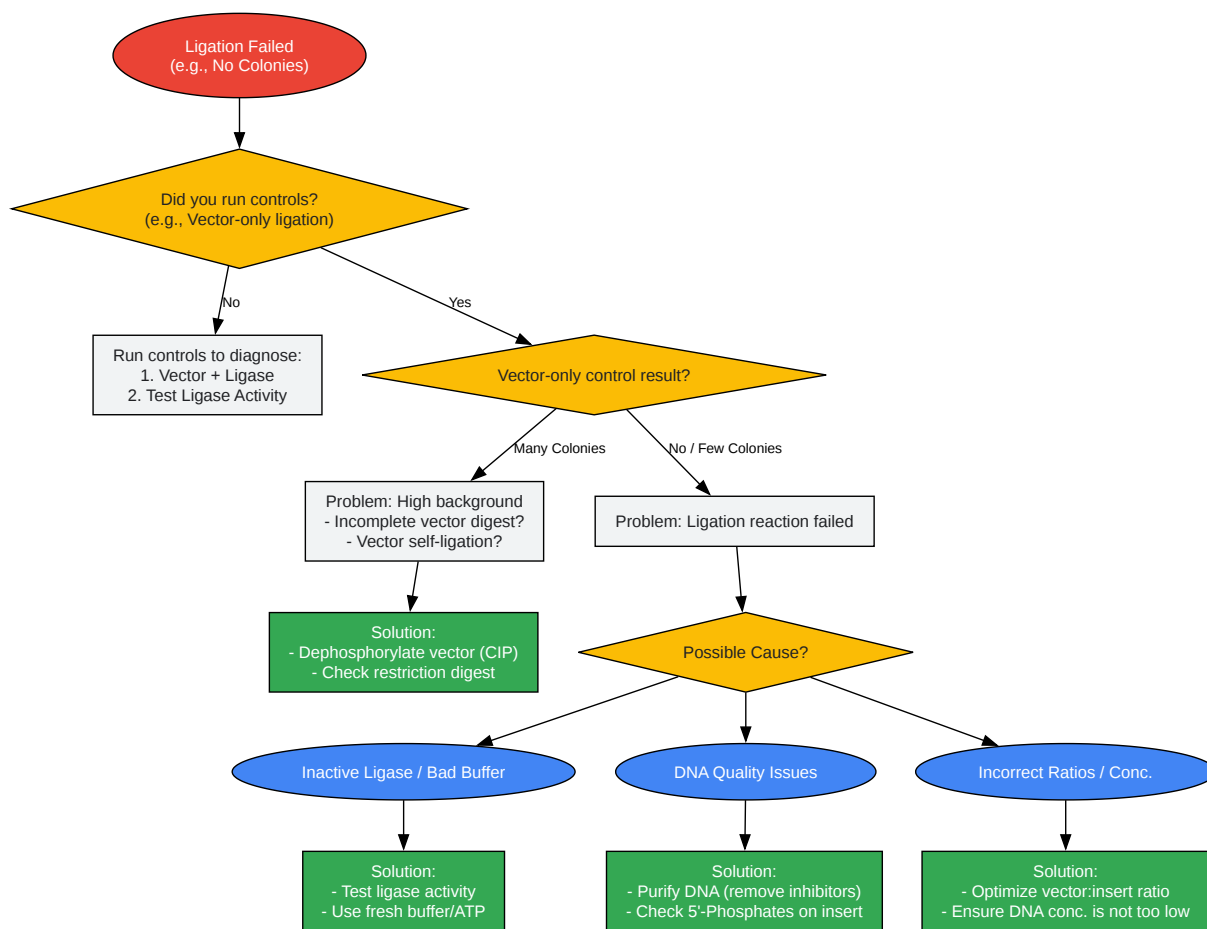 Ligation Failed
(e.g., No Colonies)
Did you run controls?
(e.g., Vector-only ligation)
No
Yes
Run controls to diagnose:
1. Vector + Ligase
2. Test Ligase Activity
Vector-only control result?
Many Colonies
No / Few Colonies
Problem: High background
- Incomplete vector digest?
- Vector self-ligation?
Problem: Ligation reaction failed
Solution:
- Dephosphorylate vector (CIP)
- Check restriction digest
Possible Cause?
Inactive Ligase / Bad Buffer
DNA Quality Issues
Incorrect Ratios / Conc.
Solution:
- Test ligase activity
- Use fresh buffer/ATP
Solution:
- Purify DNA (remove inhibitors)
- Check 5'-Phosphates on insert
Solution:
- Optimize vector:insert ratio
- Ensure DNA conc. is not too low